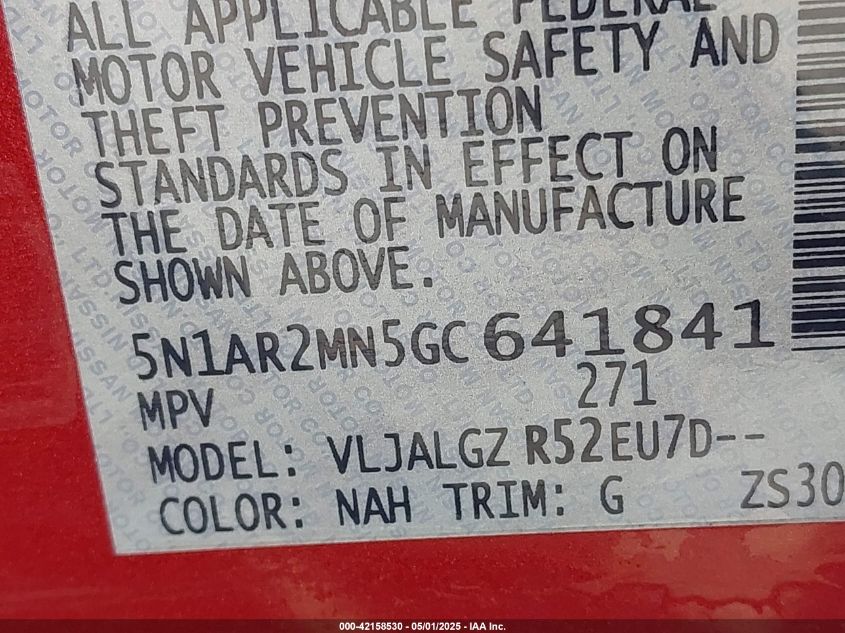 ALL APPLICABLE FEDERAL
MOTOR VEHICLE SAFETY AND
THEFT PREVENTION
STANDARDS IN EFFECT ON
THE DATE OF MANUFACTURE
SHOWN ABOVE.
5N1AR2MN5GC641841
MPV 271
MODEL: VLJALGZ R52EU7D--
COLOR: NAH TRIM: G ZS30
000-42158530 - 05/01/2025 - IAA Inc.